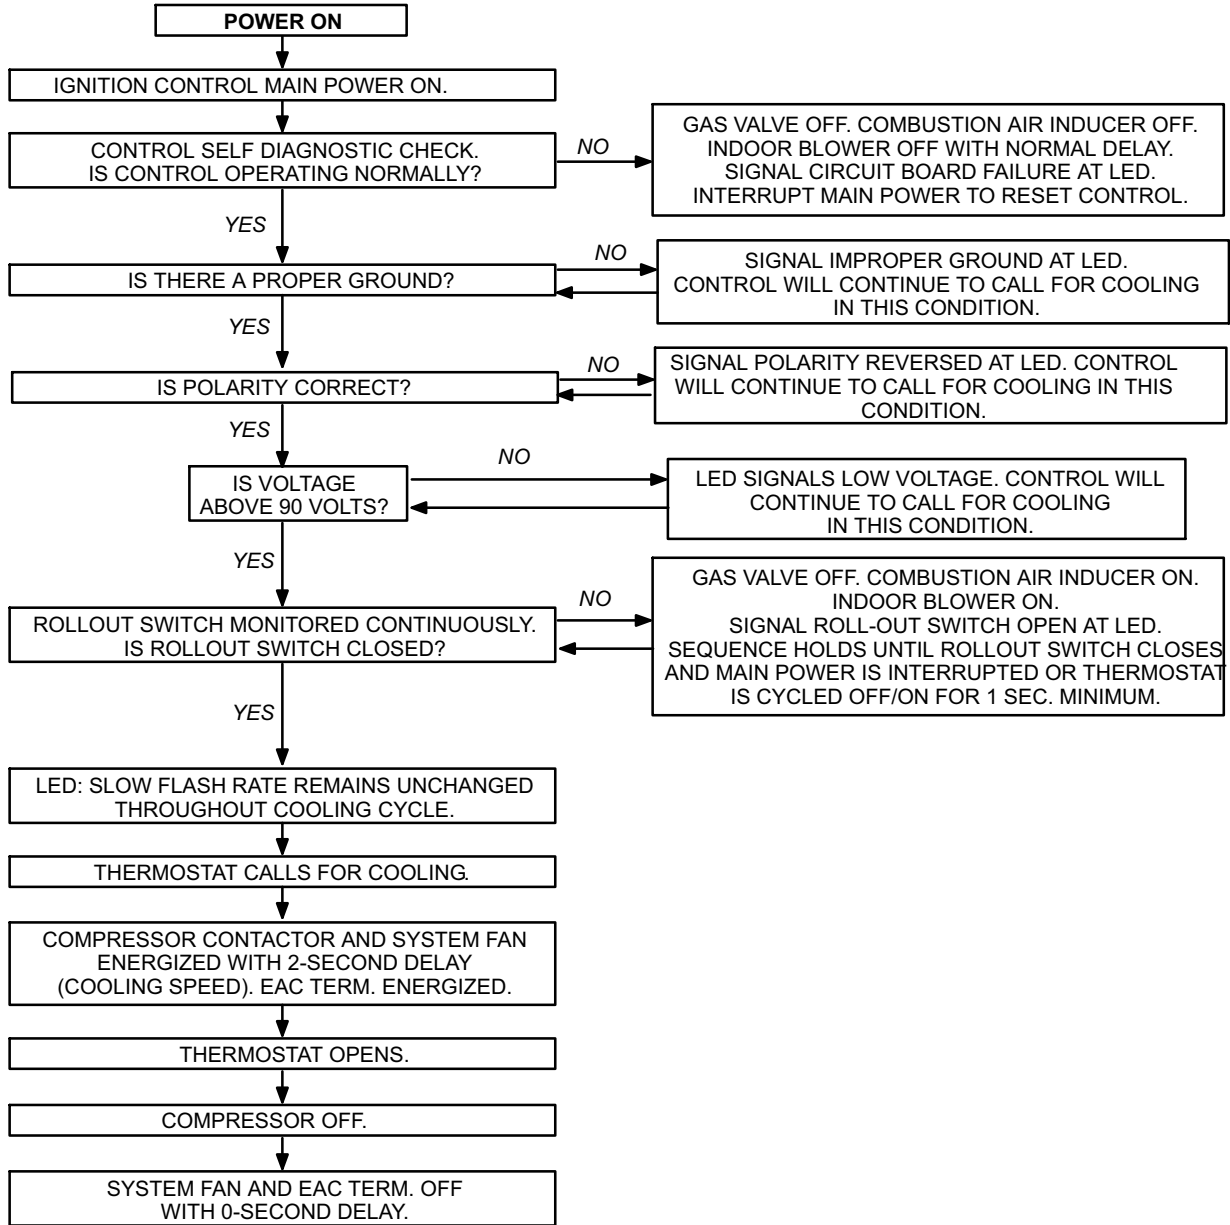 POWER ON
IGNITION CONTROL MAIN POWER ON.
CONTROL SELF DIAGNOSTIC CHECK.
IS CONTROL OPERATING NORMALLY?
NO
GAS VALVE OFF. COMBUSTION AIR INDUCER OFF.
INDOOR BLOWER OFF WITH NORMAL DELAY.
SIGNAL CIRCUIT BOARD FAILURE AT LED.
INTERRUPT MAIN POWER TO RESET CONTROL.
YES
IS THERE A PROPER GROUND?
NO
SIGNAL IMPROPER GROUND AT LED.
CONTROL WILL CONTINUE TO CALL FOR COOLING
IN THIS CONDITION.
YES
IS POLARITY CORRECT?
NO
SIGNAL POLARITY REVERSED AT LED. CONTROL
WILL CONTINUE TO CALL FOR COOLING IN THIS
CONDITION.
YES
IS VOLTAGE
ABOVE 90 VOLTS?
NO
LED SIGNALS LOW VOLTAGE. CONTROL WILL
CONTINUE TO CALL FOR COOLING
IN THIS CONDITION.
YES
ROLLOUT SWITCH MONITORED CONTINUOUSLY.
IS ROLLOUT SWITCH CLOSED?
NO
GAS VALVE OFF. COMBUSTION AIR INDUCER ON.
INDOOR BLOWER ON.
SIGNAL ROLL-OUT SWITCH OPEN AT LED.
SEQUENCE HOLDS UNTIL ROLLOUT SWITCH CLOSES
AND MAIN POWER IS INTERRUPTED OR THERMOSTAT
IS CYCLED OFF/ON FOR 1 SEC. MINIMUM.
YES
LED: SLOW FLASH RATE REMAINS UNCHANGED
THROUGHOUT COOLING CYCLE.
THERMOSTAT CALLS FOR COOLING.
COMPRESSOR CONTACTOR AND SYSTEM FAN
ENERGIZED WITH 2-SECOND DELAY
(COOLING SPEED). EAC TERM. ENERGIZED.
THERMOSTAT OPENS.
COMPRESSOR OFF.
SYSTEM FAN AND EAC TERM. OFF
WITH 0-SECOND DELAY.